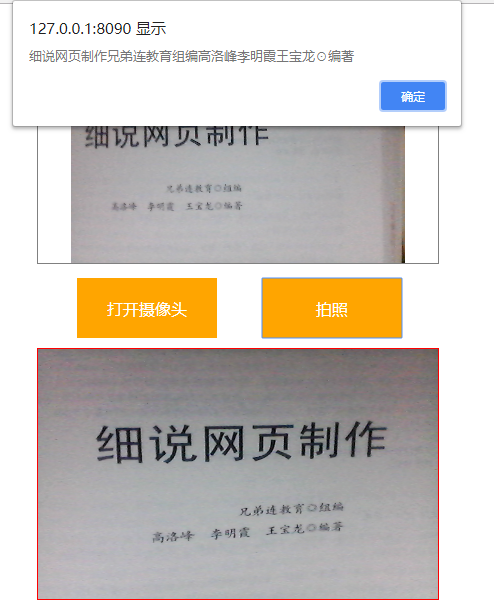 127.0.0.1:8090 显示
细说网页制作兄弟连教育组编高洛峰李明霞王宝龙⊙编著
确定
细说网页制作
兄弟连教育◎组编
高洛峰 李明霞 王宝龙◎编著
打开摄像头
拍照
细说网页制作
兄弟连教育◎组编
高洛峰 李明霞 王宝龙◎编著